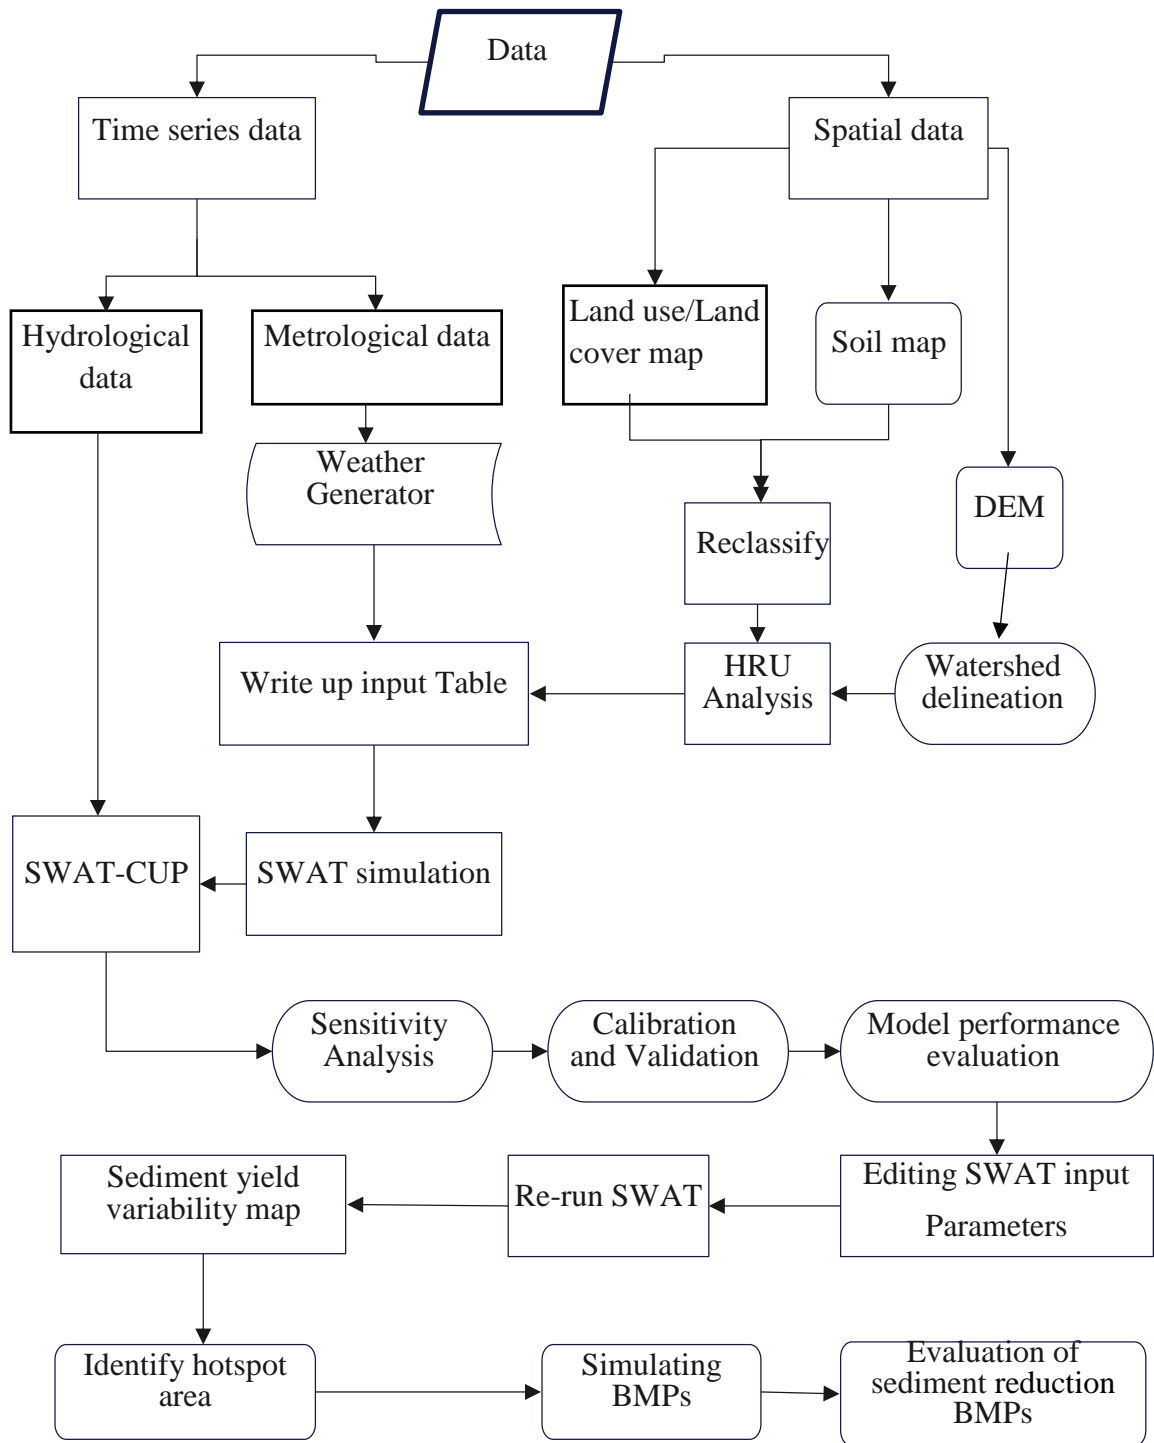 Data
Time series data
Spatial data
Hydrological
data
Metrological data
Land use/Land
cover map
Soil map
Weather
Generator
Reclassify
DEM
Write up input Table
HRU
Analysis
Watershed
delineation
SWAT-CUP
SWAT simulation
Sensitivity
Analysis
Calibration
and Validation
Model performance
evaluation
Sediment yield
variability map
Re-run SWAT
Editing SWAT input
Parameters
Identify hotspot
area
Simulating
BMPs
Evaluation of
sediment reduction
BMPs